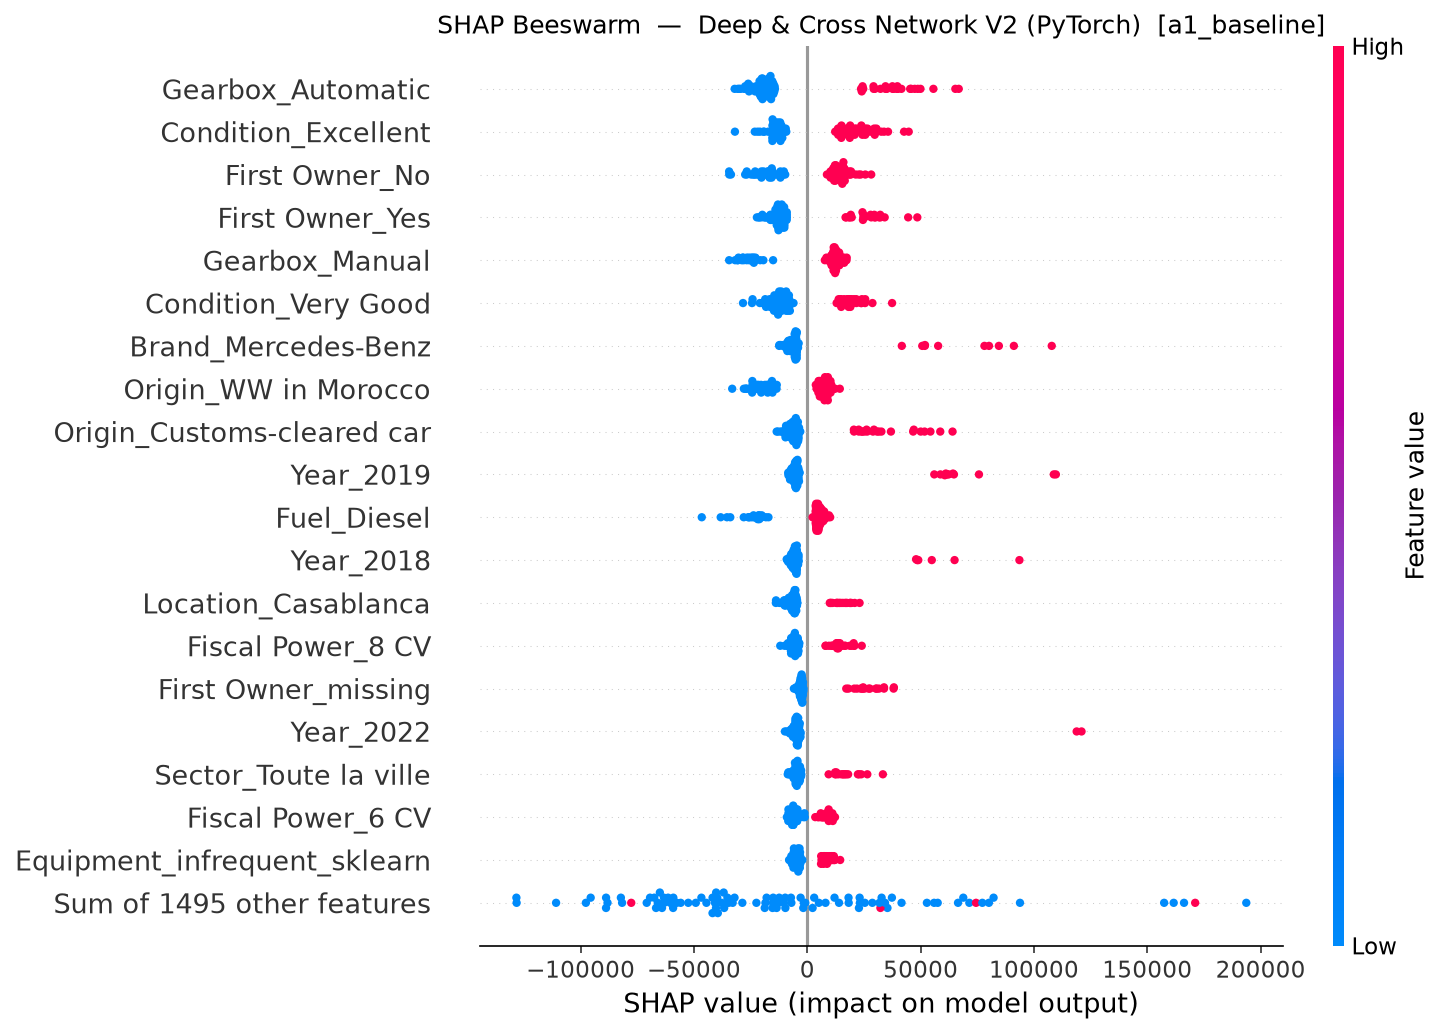 SHAP Beeswarm — Deep & Cross Network V2 (PyTorch) [a1_baseline]
High
Gearbox_Automatic
Condition_Excellent
First Owner_No
First Owner_Yes
Gearbox_Manual
Condition_Very Good
Brand_Mercedes-Benz
Origin_WW in Morocco
Origin_Customs-cleared car
Year_2019
Fuel_Diesel
Year_2018
Location_Casablanca
Fiscal Power_8 CV
First Owner_missing
Year_2022
Sector_Toute la ville
Fiscal Power_6 CV
Equipment_infrequent_sklearn
Sum of 1495 other features
Feature value
Low
−100000 −50000 0 50000 100000 150000 200000
SHAP value (impact on model output)